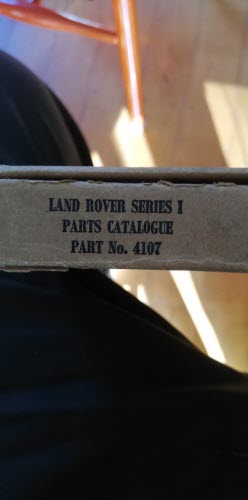 LAND ROVER SERIES I
PARTS CATALOGUE
PART No. 4107